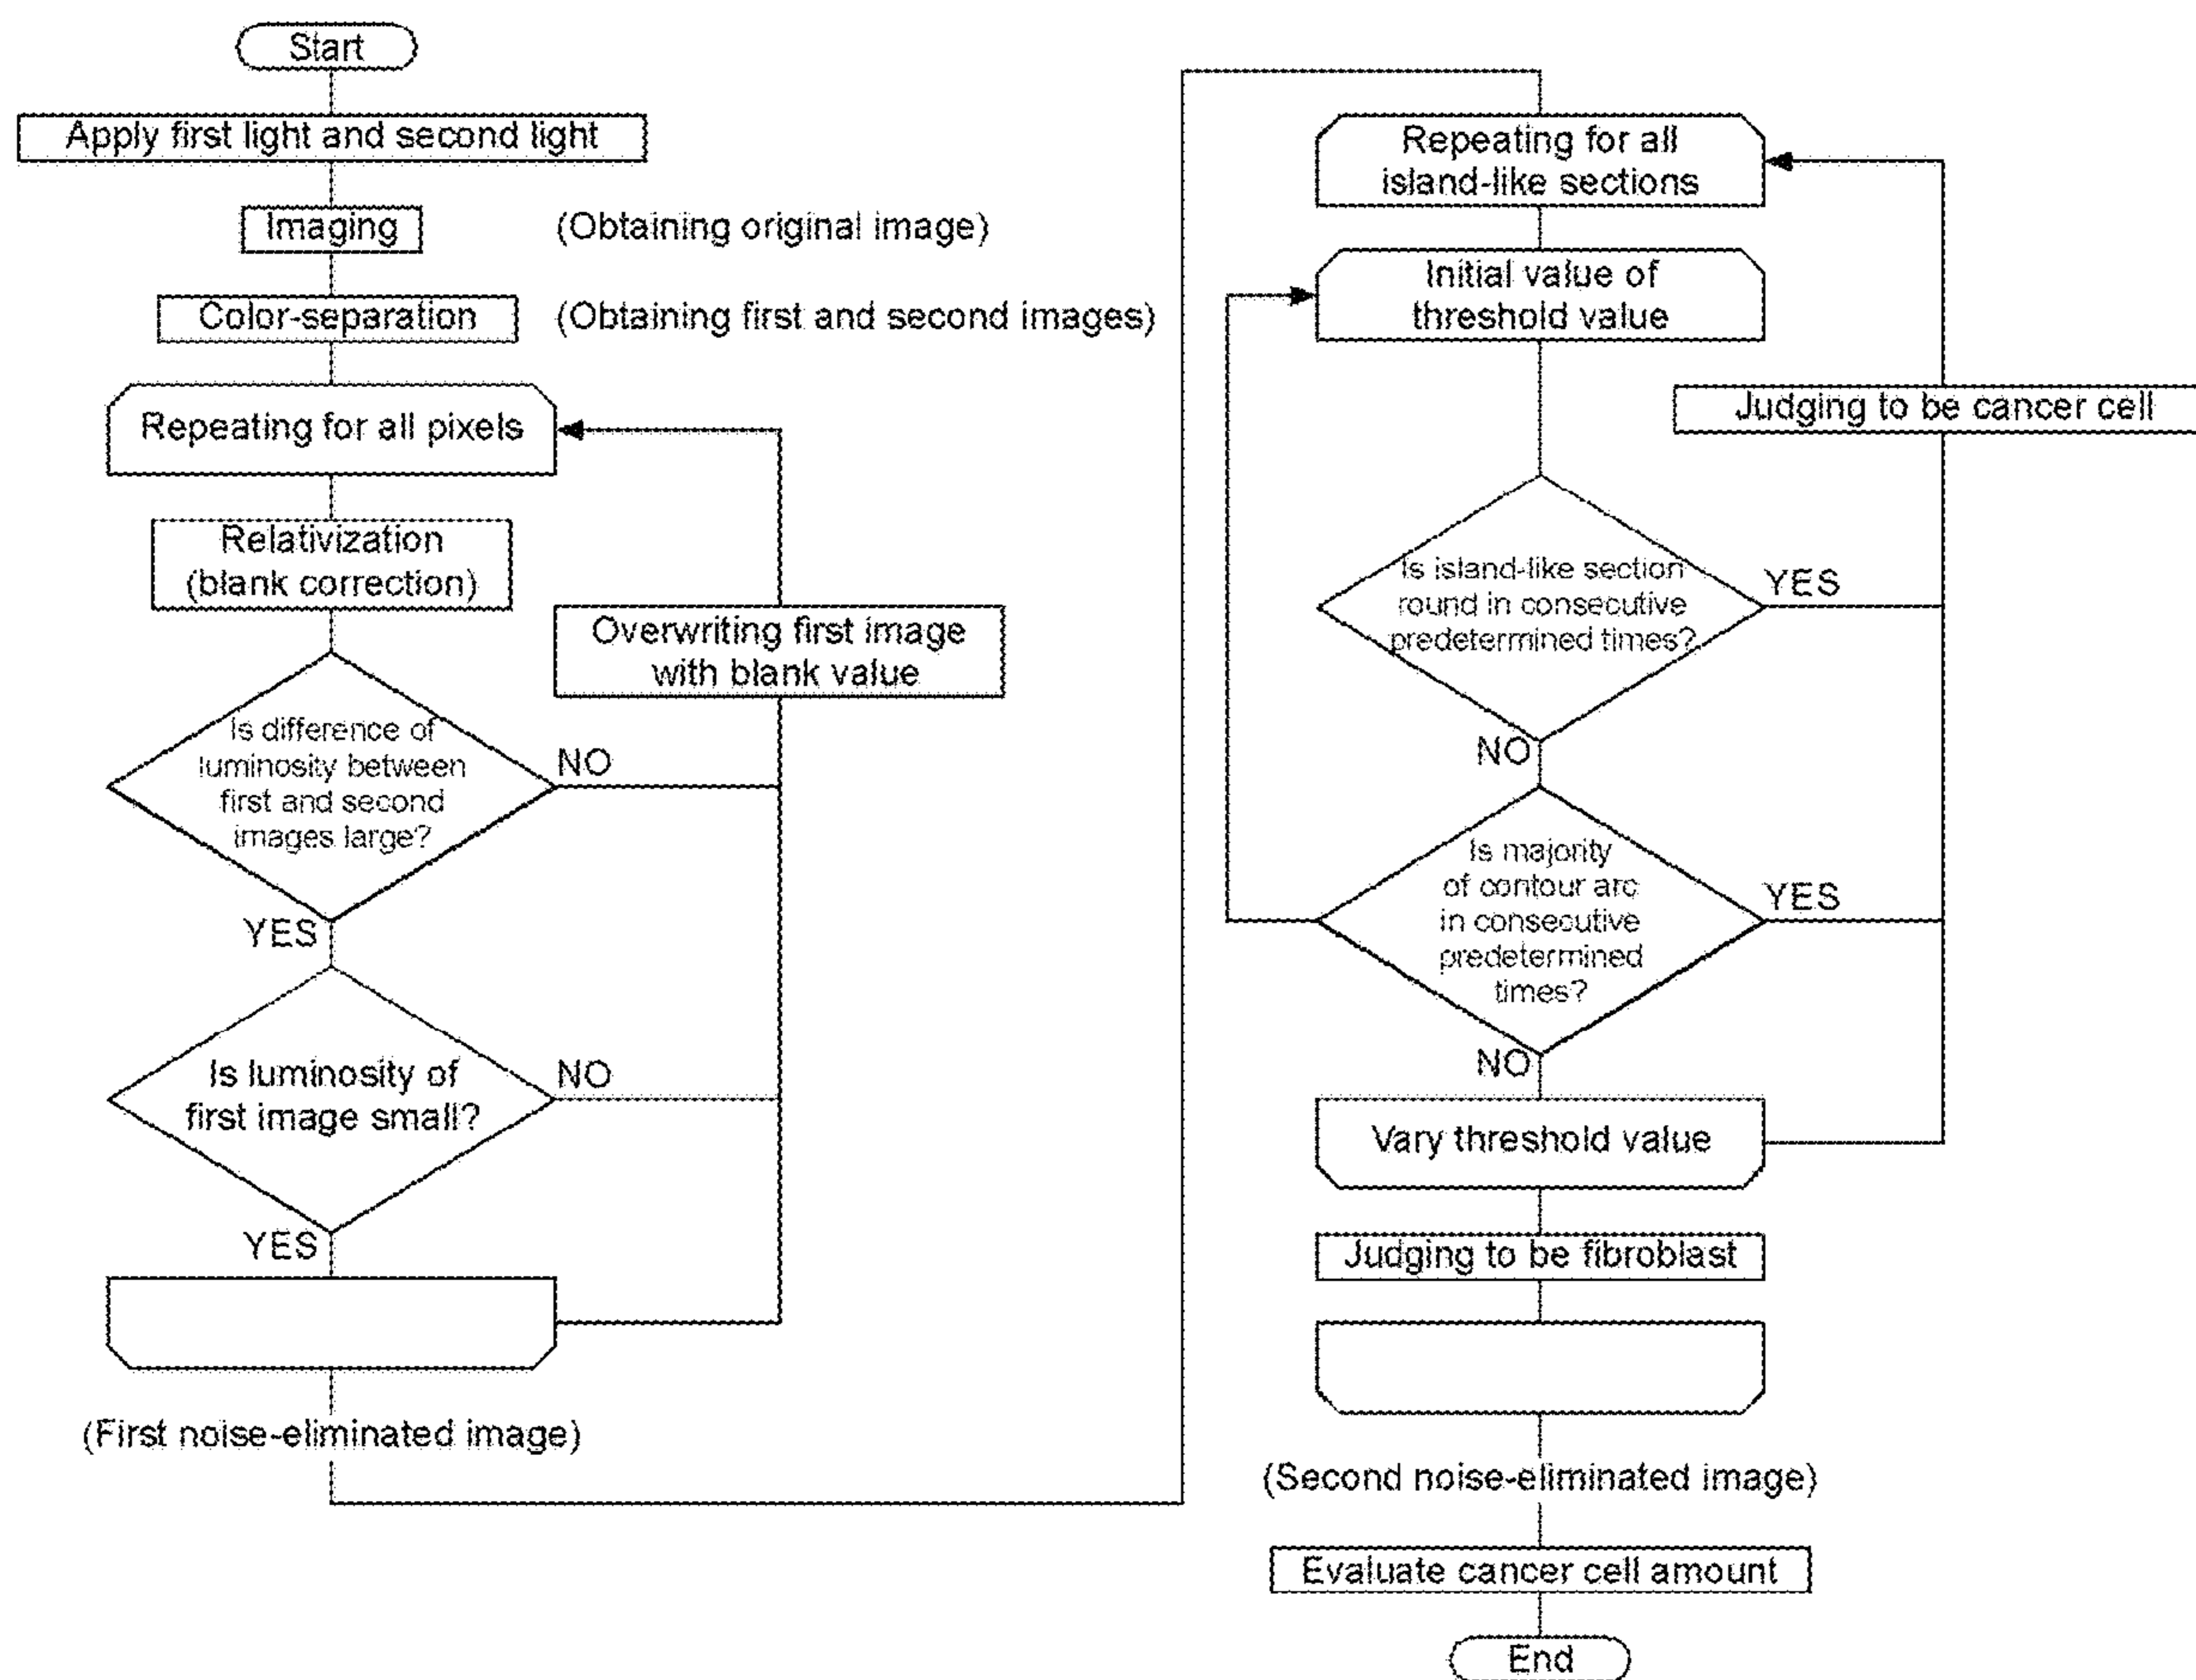 Start
Apply first light and second light
Imaging
(Obtaining original image)
Color-separation
(Obtaining first and second images)
Repeating for all pixels
Relativization
(blank correction)
Overwriting first image
with blank value
Is difference of
luminosity between
first and second
images large?
NO
YES
Is luminosity of
first image small?
NO
YES
(First noise-eliminated image)
Repeating for all
island-like sections
Initial value of
threshold value
Judging to be cancer cell
Is island-like section
round in consecutive
predetermined times?
YES
NO
Is majority
of contour arc
in consecutive
predetermined
times?
YES
NO
Vary threshold value
Judging to be fibroblast
(Second noise-eliminated image)
Evaluate cancer cell amount
End